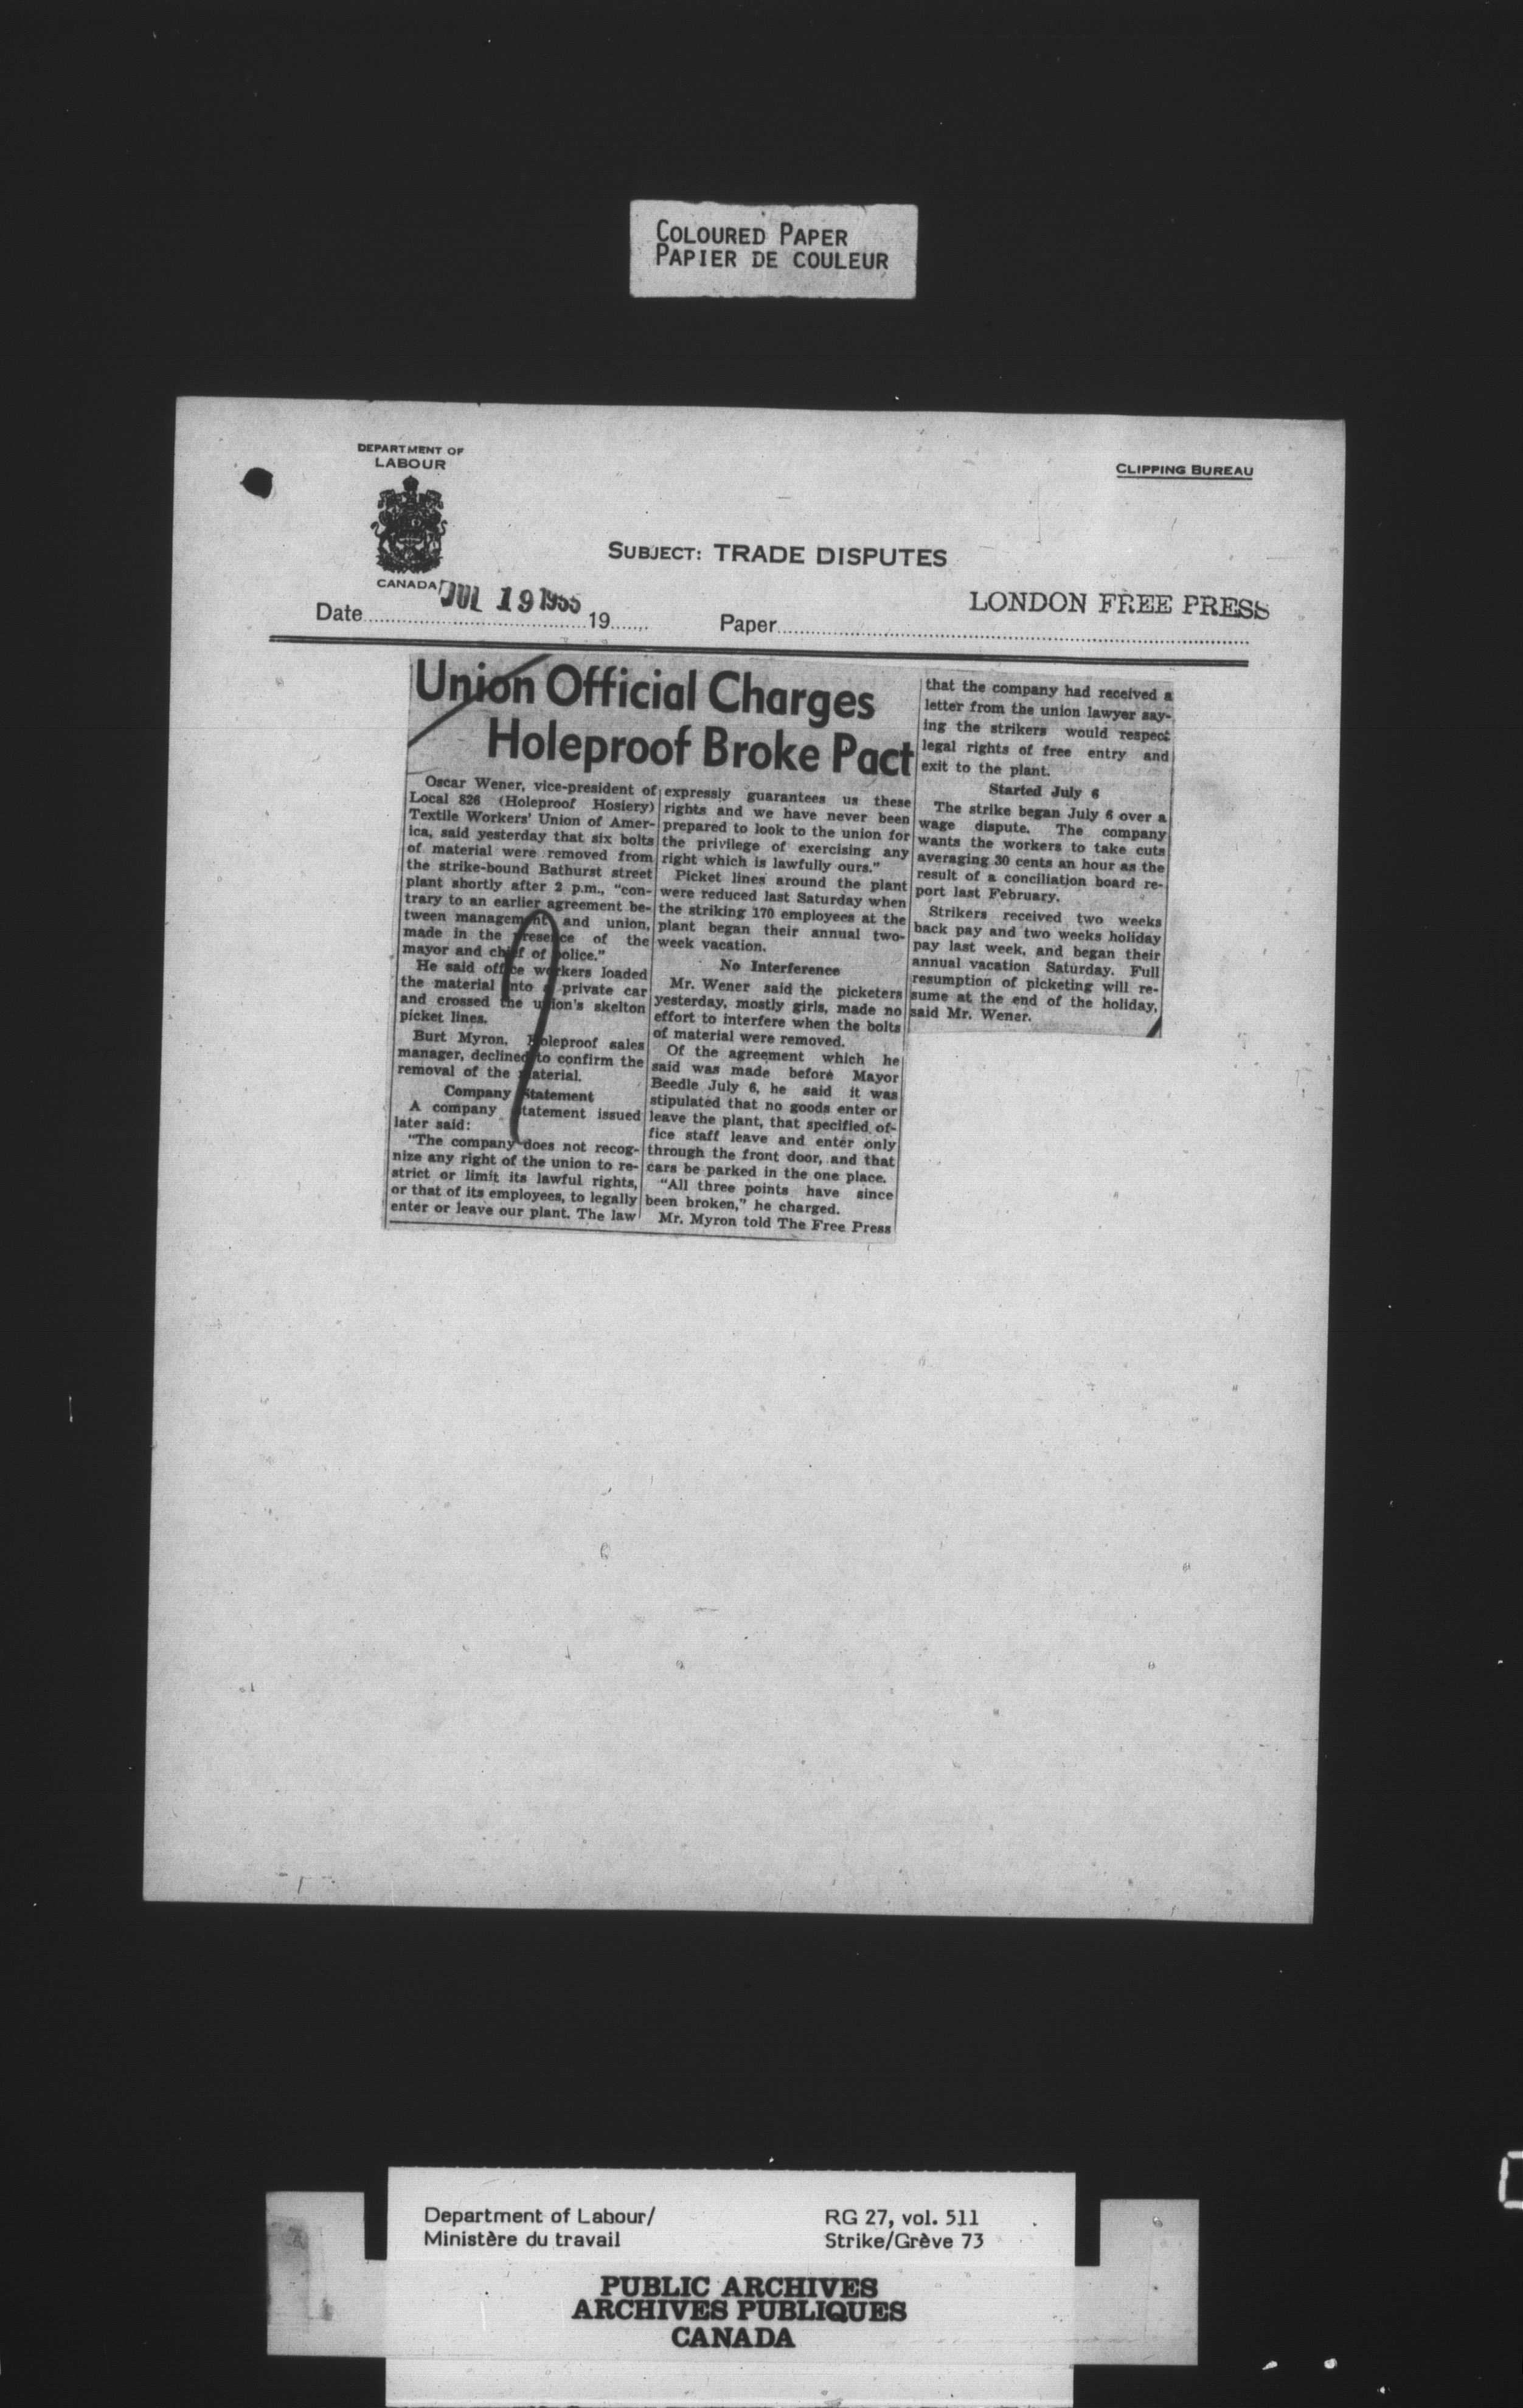 COLOURED PAPER
PAPIER DE COULEUR
DEPARTMENT OF
LABOUR
CANADA
CLIPPING BUREAU
SUBJECT: TRADE DISPUTES
Date JUL 19 1955 19
Paper LONDON FREE PRESS
Union Official Charges
Holeproof Broke Pact
Oscar Wener, vice-president of
Local 826 (Holeproof Hosiery)
Textile Workers' Union of Amer-
ica, said yesterday that six bolts
of material were removed from
the strike-bound Bathurst street
plant shortly after 2 p.m., "con-
trary to an earlier agreement be-
tween management and union,
made in the presence of the
mayor and chief of police."
He said office workers loaded
the material into a private car
and crossed the union's skelton
picket lines.
Burt Myron, Holeproof sales
manager, declined to confirm the
removal of the material.
Company Statement
A company statement issued
later said:
"The company does not recog-
nize any right of the union to re-
strict or limit its lawful rights,
or that of its employees, to legally
enter or leave our plant. The law
expressly guarantees us these
rights and we have never been
prepared to look to the union for
the privilege of exercising any
right which is lawfully ours."
Picket lines around the plant
were reduced last Saturday when
the striking 170 employees at the
plant began their annual two-
week vacation.
No Interference
Mr. Wener said the picketers
yesterday, mostly girls, made no
effort to interfere when the bolts
of material were removed.
Of the agreement which he
said was made before Mayor
Beedle July 6, he said it was
stipulated that no goods enter or
leave the plant, that specified of-
fice staff leave and enter only
through the front door, and that
cars be parked in the one place.
"All three points have since
been broken," he charged.
Mr. Myron told The Free Press
that the company had received a
letter from the union lawyer say-
ing the strikers would respect
legal rights of free entry and
exit to the plant.
Started July 6
The strike began July 6 over a
wage dispute. The company
wants the workers to take cuts
averaging 30 cents an hour as the
result of a conciliation board re-
port last February.
Strikers received two weeks
back pay and two weeks holiday
pay last week, and began their
annual vacation Saturday. Full
resumption of picketing will re-
sume at the end of the holiday,
said Mr. Wener.
Department of Labour/
Ministère du travail
RG 27, vol. 511
Strike/Grève 73
PUBLIC ARCHIVES
ARCHIVES PUBLIQUES
CANADA